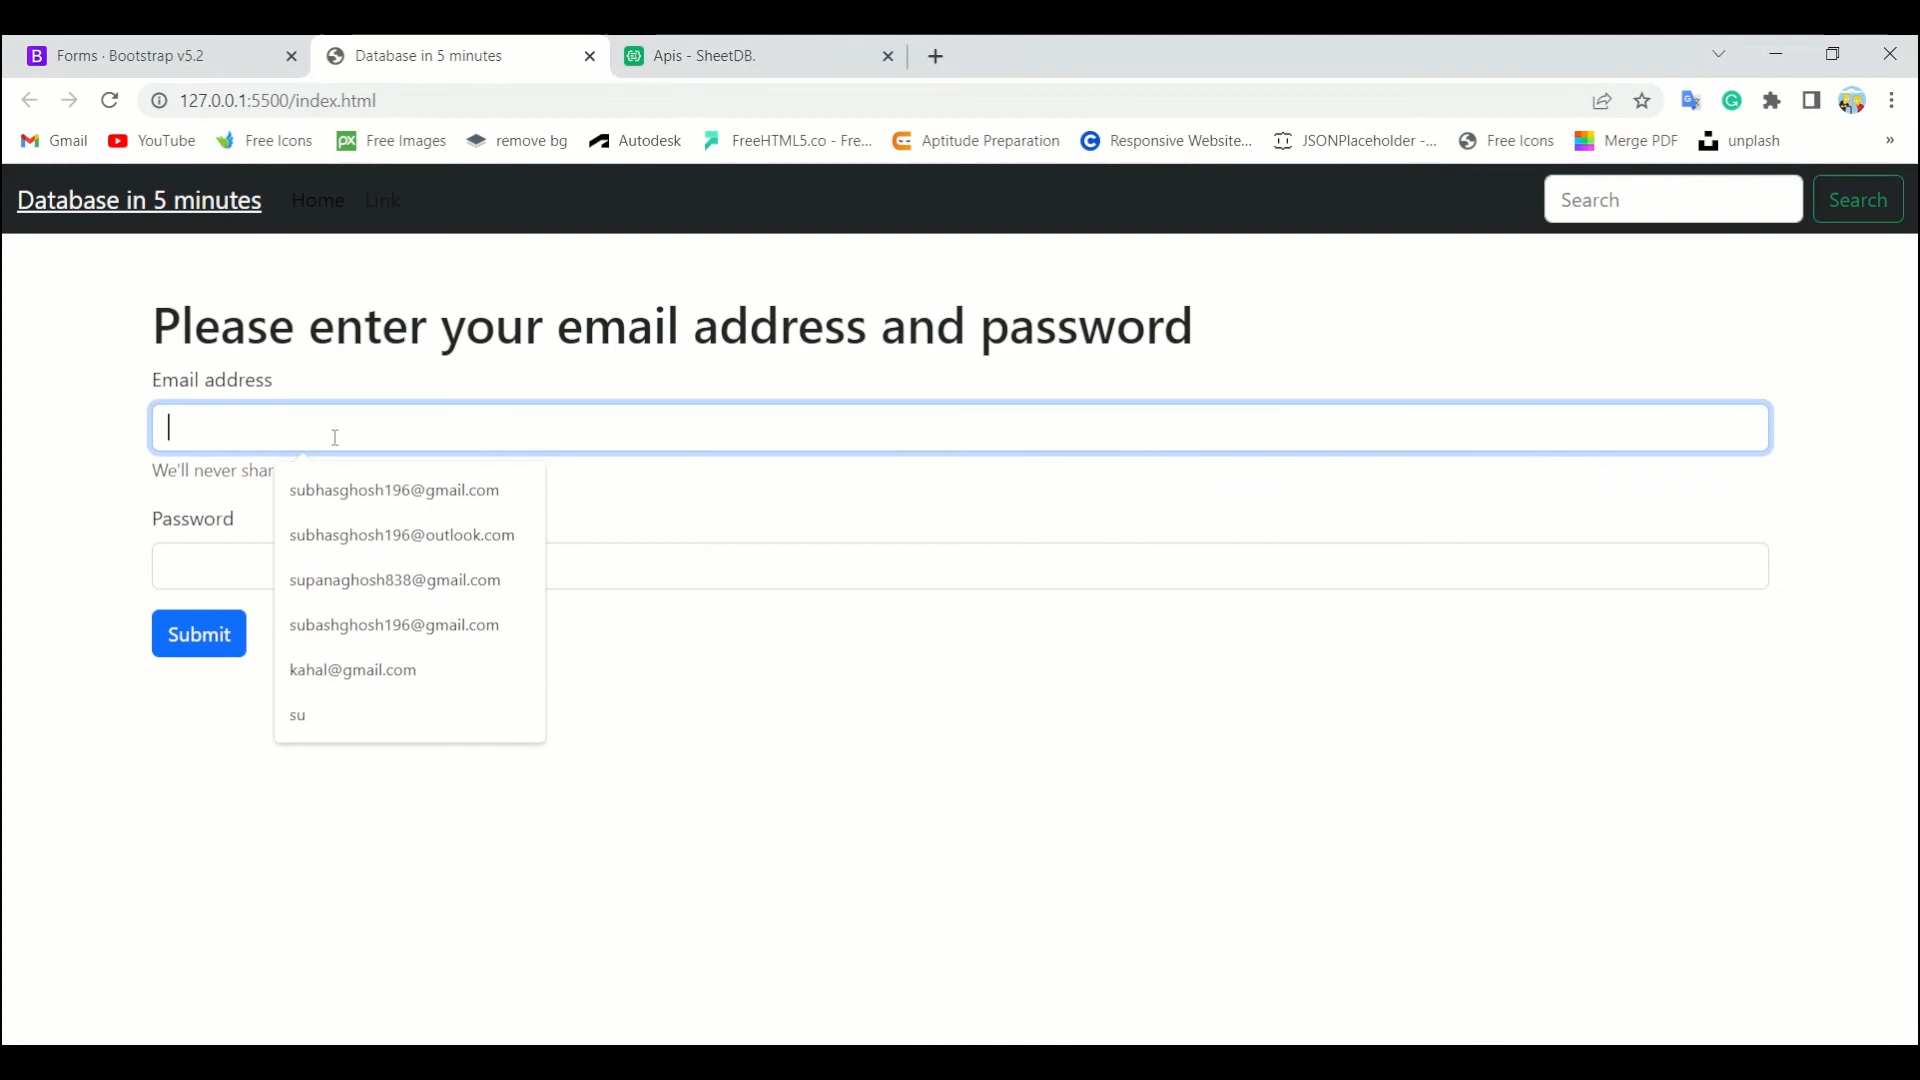 Forms · Bootstrap v5.2
Database in 5 minutes
Apis - SheetDB.
127.0.0.1:5500/index.html
Gmail
YouTube
Free Icons
Free Images
remove bg
Autodesk
FreeHTML5.co - Fre...
Aptitude Preparation
Responsive Website...
JSONPlaceholder -...
Free Icons
Merge PDF
unplash
»
Database in 5 minutes
Home
Link
Search
Search
Please enter your email address and password
Email address
We'll never shar
subhasghosh196@gmail.com
subhasghosh196@outlook.com
Password
supanaghosh838@gmail.com
subashghosh196@gmail.com
Submit
kahal@gmail.com
su